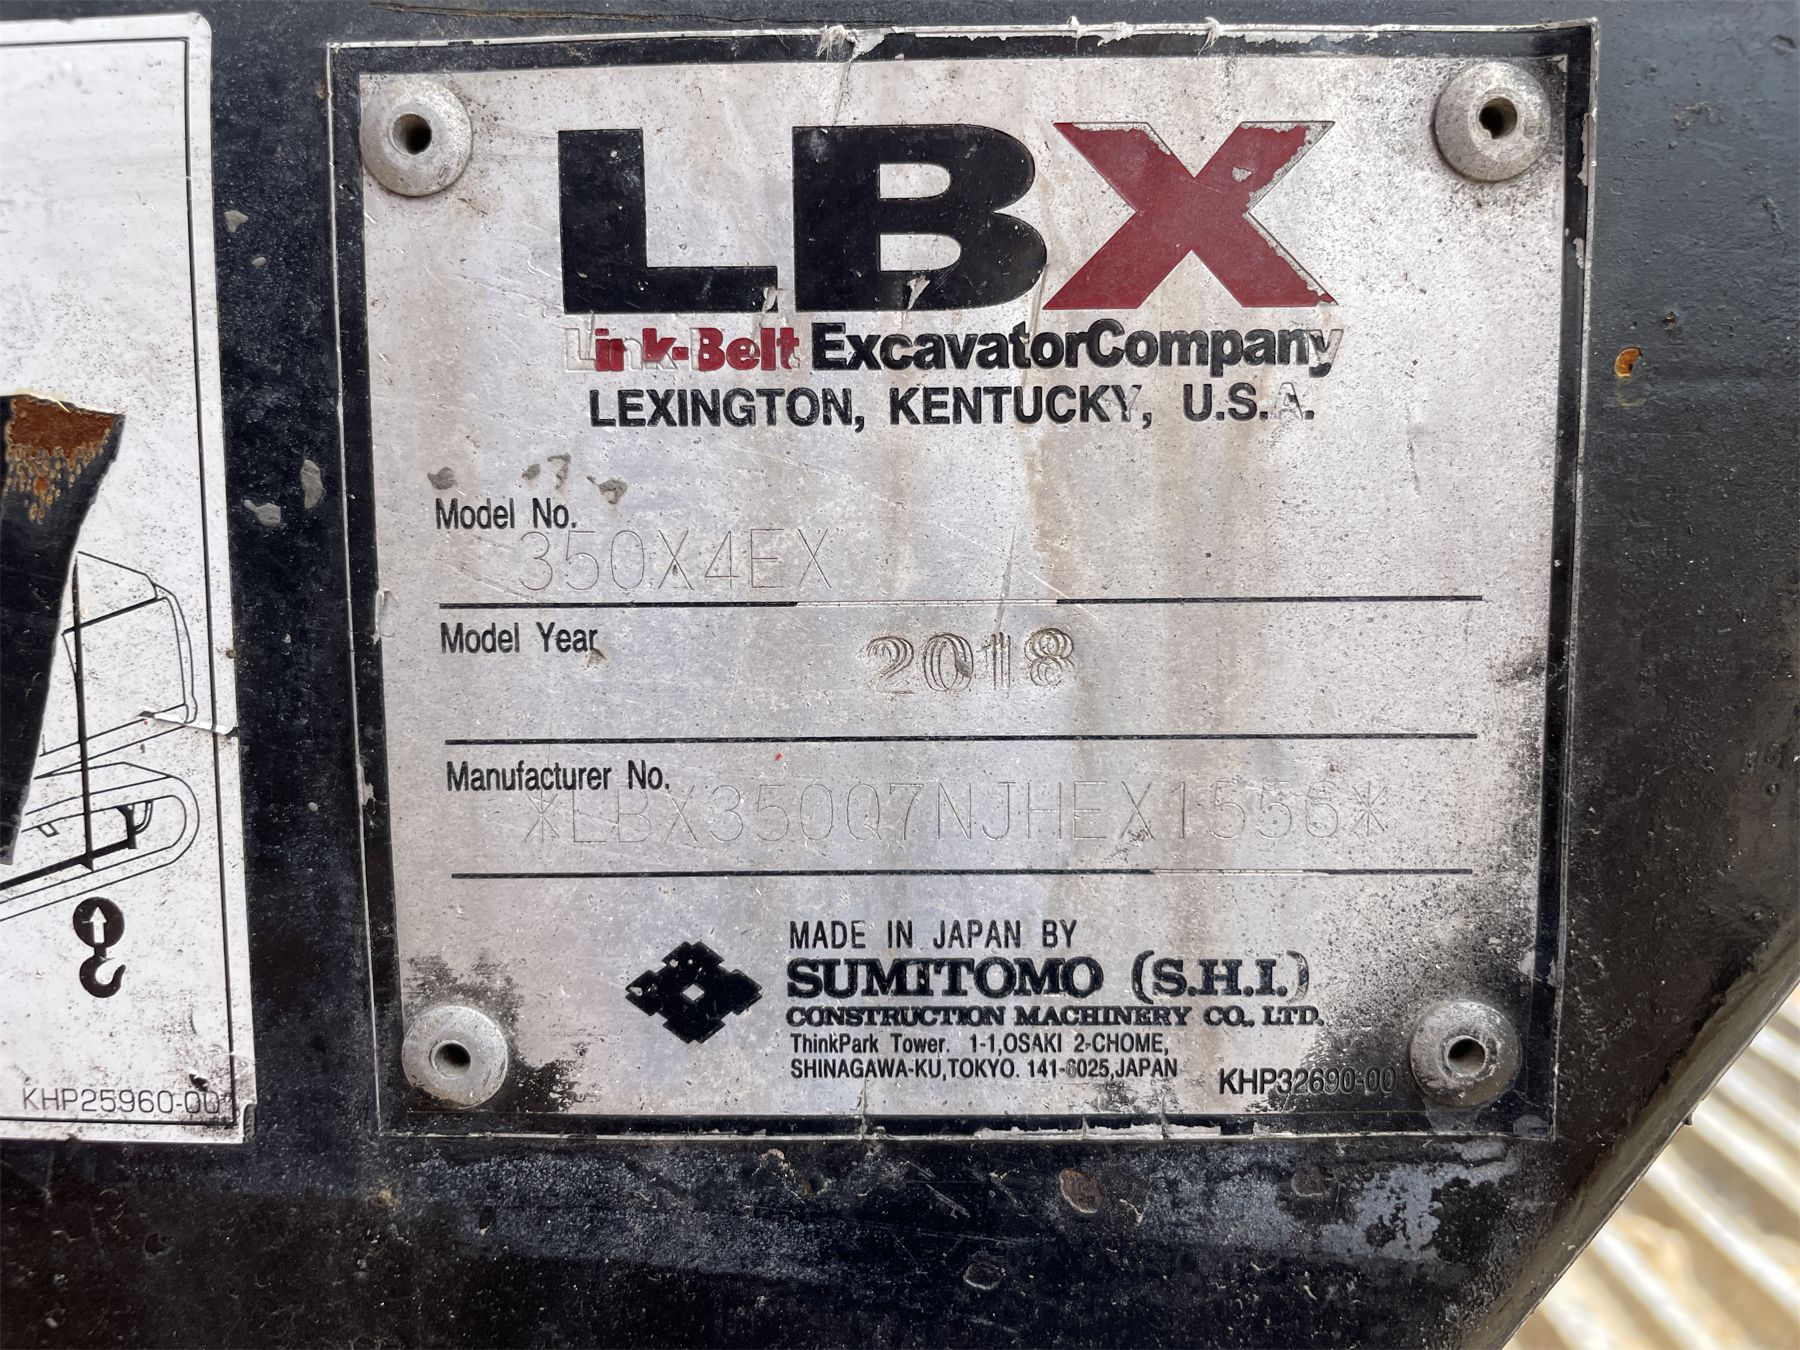 LBX
Link-Belt ExcavatorCompany
LEXINGTON, KENTUCKY, U.S.A.
Model No.
350X4EX
Model Year
2018
Manufacturer No.
*LBX350Q7NJHEX1556*
MADE IN JAPAN BY
SUMITOMO (S.H.I.)
CONSTRUCTION MACHINERY CO., LTD.
ThinkPark Tower. 1-1,OSAKI 2-CHOME,
SHINAGAWA-KU,TOKYO. 141-6025,JAPAN
KHP32690-00
KHP25960-00